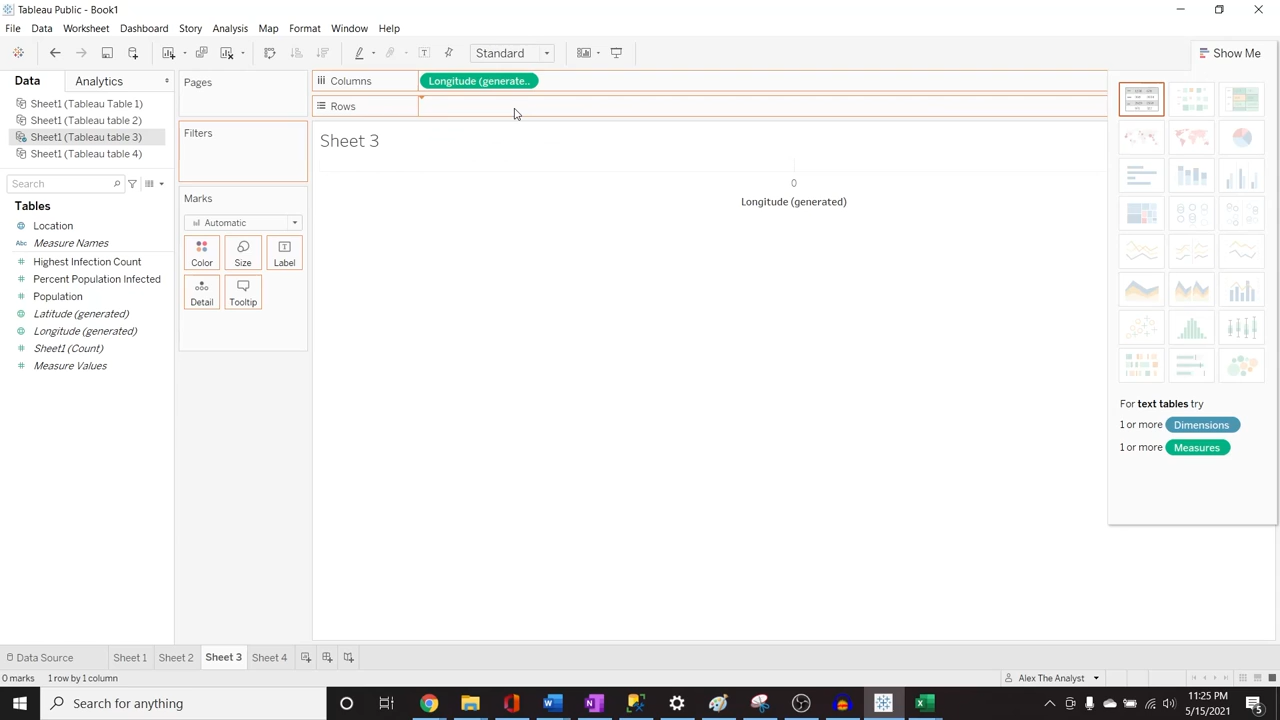 Tableau Public - Book1
File Data Worksheet Dashboard Story Analysis Map Format Window Help
Standard
Show Me
Data Analytics
Pages
Columns Longitude (generate..
Rows
Sheet1 (Tableau Table 1)
Sheet1 (Tableau table 2)
Sheet1 (Tableau table 3)
Sheet1 (Tableau table 4)
Filters
Sheet 3
Search
Marks
0
Longitude (generated)
Tables
Automatic
Location
Abc Measure Names
Color Size Label
Highest Infection Count
Percent Population Infected
Population
Detail Tooltip
Latitude (generated)
Longitude (generated)
Sheet1 (Count)
Measure Values
For text tables try
1 or more Dimensions
1 or more Measures
Data Source Sheet 1 Sheet 2 Sheet 3 Sheet 4
0 marks 1 row by 1 column Alex The Analyst
Search for anything
11:25 PM
5/15/2021